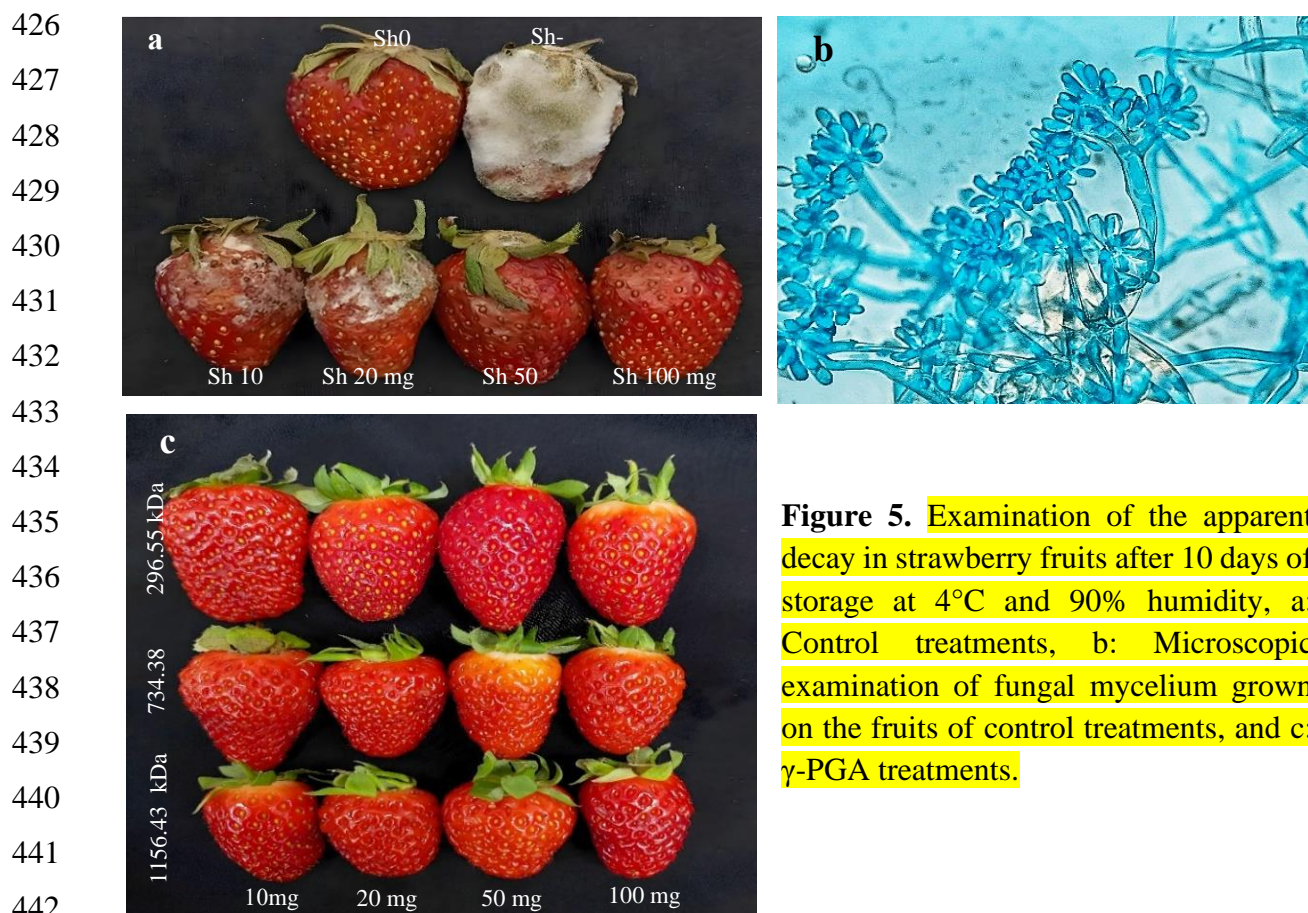 426
427
428
429
430
431
432
433
434
435
436
437
438
439
440
441
442
a
Sh0 Sh-
Sh 10 Sh 20 mg Sh 50 Sh 100 mg
b
c
296.55 kDa
734.38
1156.43 kDa
10mg 20 mg 50 mg 100 mg
Figure 5. Examination of the apparent
decay in strawberry fruits after 10 days of
storage at 4°C and 90% humidity, a:
Control treatments, b: Microscopic
examination of fungal mycelium grown
on the fruits of control treatments, and c:
γ-PGA treatments.